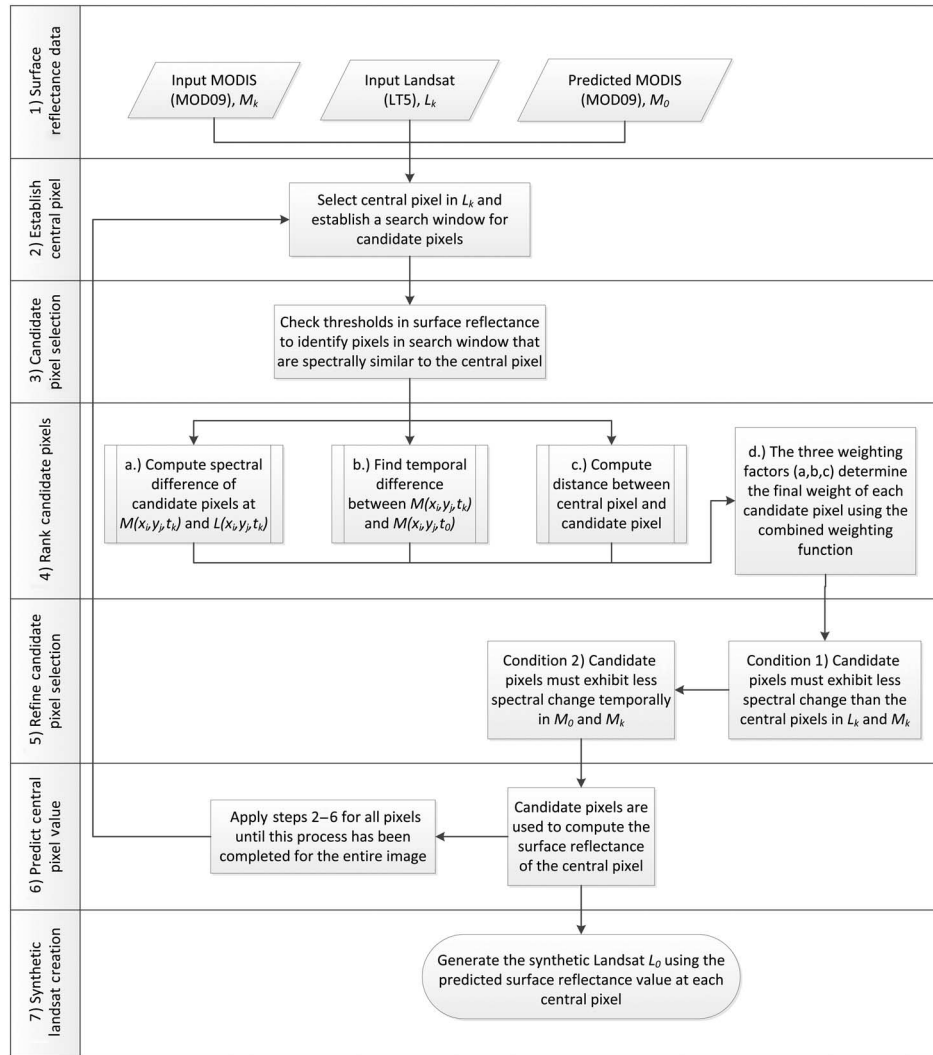 1) Surface
reflectance data
Input MODIS
(MOD09), Mk
Input Landsat
(LT5), Lk
Predicted MODIS
(MOD09), M0
2) Establish
central pixel
Select central pixel in Lk and
establish a search window for
candidate pixels
3) Candidate
pixel selection
Check thresholds in surface reflectance
to identify pixels in search window that
are spectrally similar to the central pixel
4) Rank candidate pixels
a.) Compute spectral
difference of
candidate pixels at
M(xi,yj,tk) and L(xi,yj,tk)
b.) Find temporal
difference
between M(xi,yj,tk)
and M(xi,yj,t0)
c.) Compute
distance between
central pixel and
candidate pixel
d.) The three weighting
factors (a,b,c) determine
the final weight of each
candidate pixel using the
combined weighting
function
5) Refine candidate
pixel selection
Condition 2) Candidate
pixels must exhibit less
spectral change temporally
in M0 and Mk
Condition 1) Candidate
pixels must exhibit less
spectral change than the
central pixels in Lk and Mk
6) Predict central
pixel value
Apply steps 2–6 for all pixels
until this process has been
completed for the entire image
Candidate pixels are
used to compute the
surface reflectance
of the central pixel
7) Synthetic
landsat creation
Generate the synthetic Landsat L0 using the
predicted surface reflectance value at each
central pixel